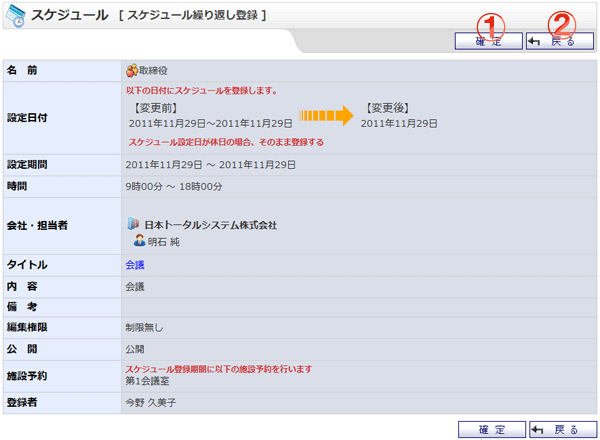 スケジュール [ スケジュール繰り返し登録 ]
① ②
確 定 戻 る
名 前 取締役
以下の日付にスケジュールを登録します。
設定日付 【変更前】 【変更後】
2011年11月29日～2011年11月29日 2011年11月29日
スケジュール設定日が休日の場合、そのまま登録する
設定期間 2011年11月29日 ～ 2011年11月29日
時間 9時00分 ～ 18時00分
会社・担当者 日本トータルシステム株式会社
明石 純
タイトル 会議
内 容 会議
備 考
編集権限 制限無し
公 開 公開
スケジュール登録期間に以下の施設予約を行います
施設予約 第1会議室
登録者 今野 久美子
確 定 戻 る